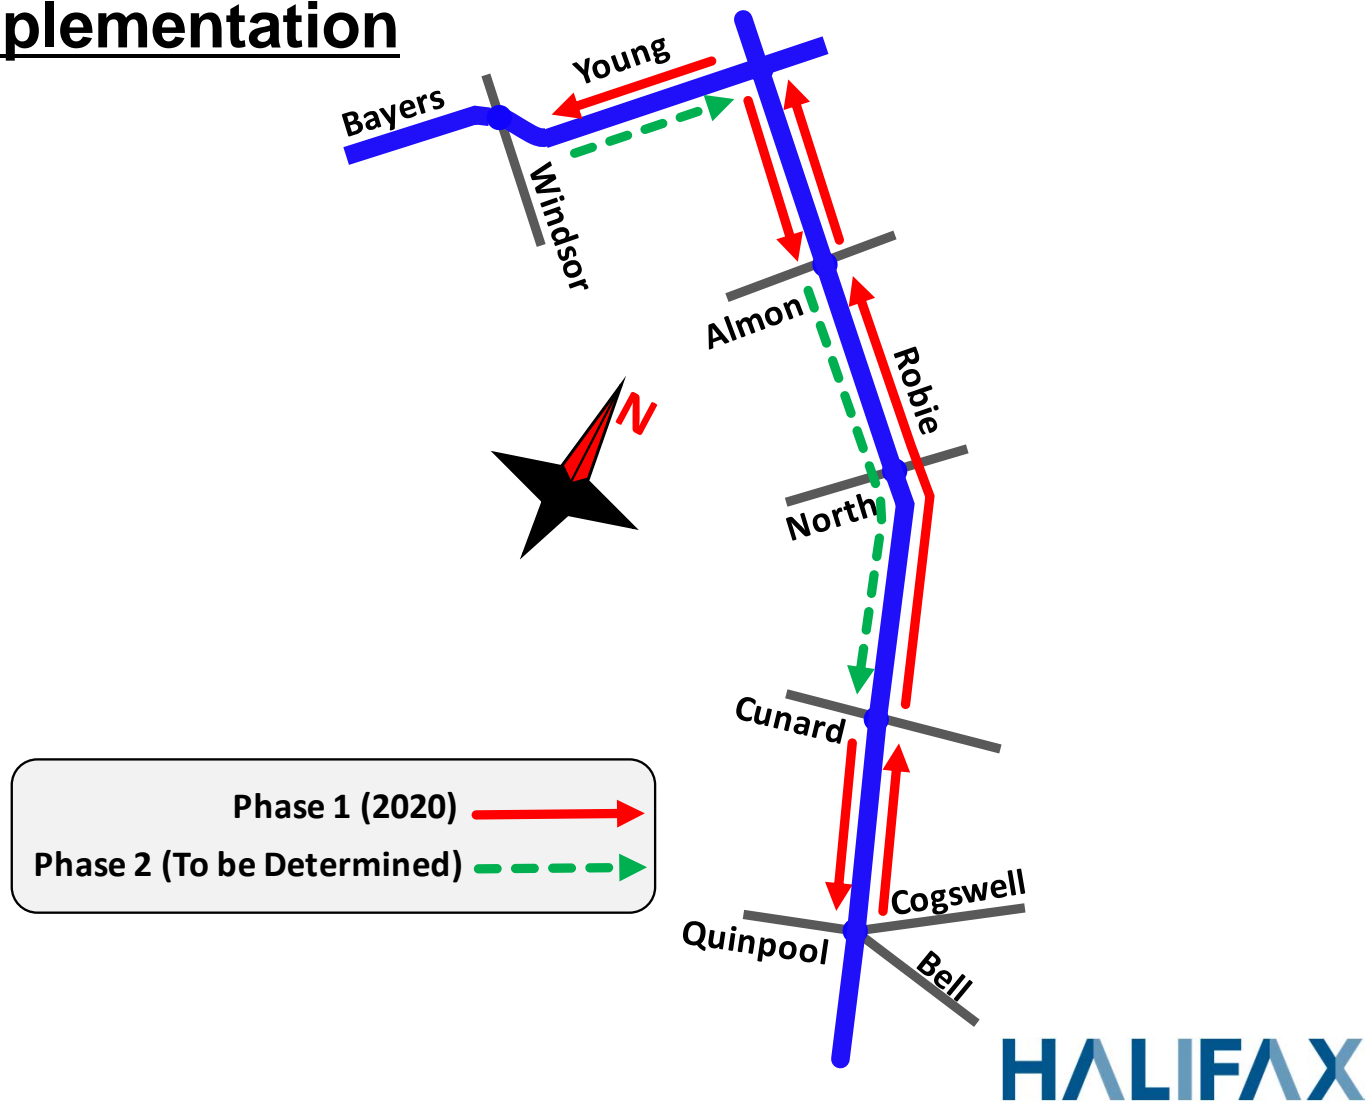 plementation
Young
Bayers
Windsor
Almon
Robie
N
North
Cunard
Phase 1 (2020)
Phase 2 (To be Determined)
Cogswell
Quinpool
Bell
HALIFAX